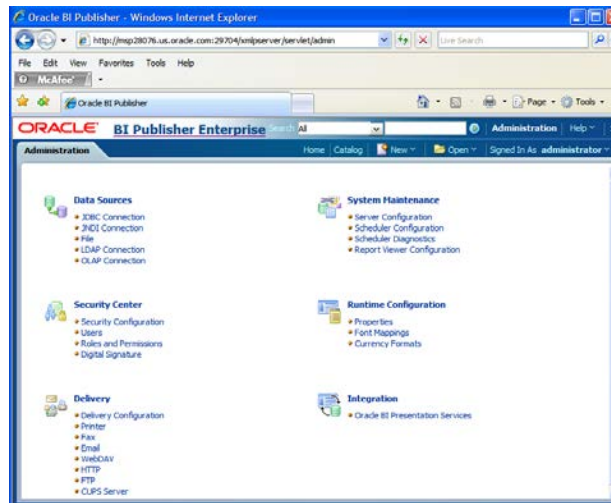 Oracle BI Publisher - Windows Internet Explorer
http://msp28076.us.oracle.com:29704/xmlpserver/servlet/admin
Live Search
File Edit View Favorites Tools Help
McAfee
Oracle BI Publisher
Page Tools
ORACLE BI Publisher Enterprise Search All Administration Help
Administration
Home Catalog New Open Signed In As administrator
Data Sources
JDBC Connection
JNDI Connection
File
LDAP Connection
OLAP Connection
System Maintenance
Server Configuration
Scheduler Configuration
Scheduler Diagnostics
Report Viewer Configuration
Security Center
Security Configuration
Users
Roles and Permissions
Digital Signature
Runtime Configuration
Properties
Font Mappings
Currency Formats
Delivery
Delivery Configuration
Printer
Fax
Email
WebDAV
HTTP
FTP
CUPS Server
Integration
Oracle BI Presentation Services